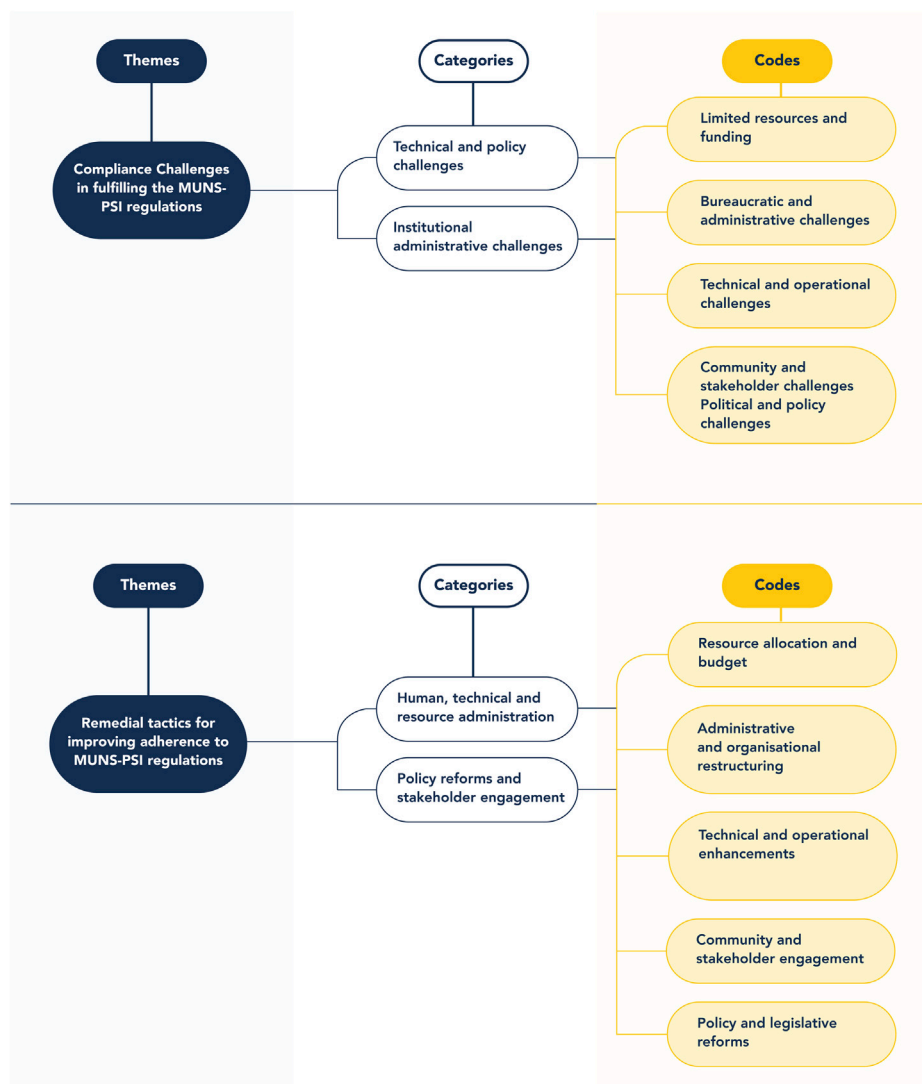 Themes
Categories
Codes
Compliance Challenges
in fulfilling the MUNS-
PSI regulations
Technical and policy
challenges
Institutional
administrative challenges
Limited resources and
funding
Bureaucratic and
administrative challenges
Technical and operational
challenges
Community and
stakeholder challenges
Political and policy
challenges
Themes
Categories
Codes
Remedial tactics for
improving adherence to
MUNS-PSI regulations
Human, technical and
resource administration
Policy reforms and
stakeholder engagement
Resource allocation and
budget
Administrative
and organisational
restructuring
Technical and operational
enhancements
Community and
stakeholder engagement
Policy and legislative
reforms